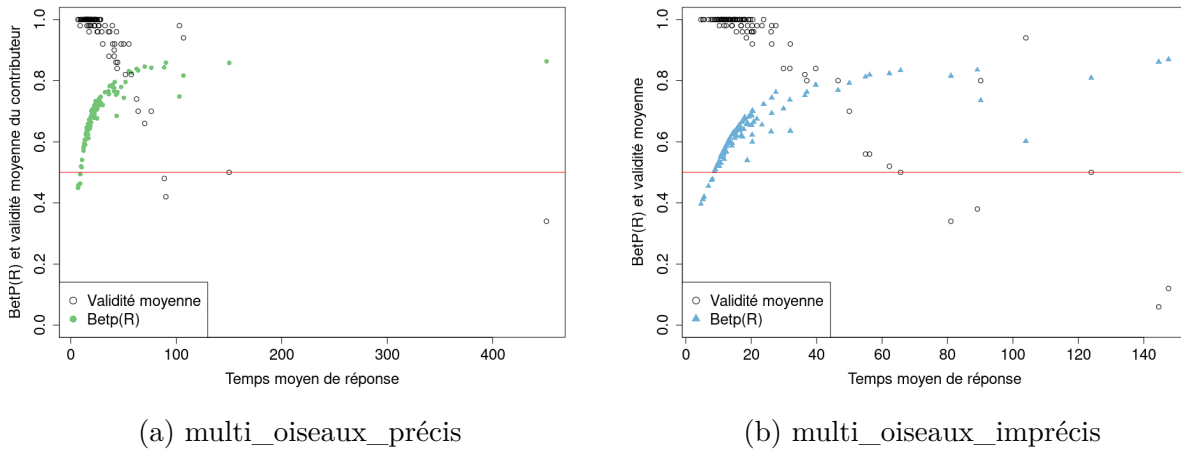 BetP(R) et validité moyenne du contributeur
1.0
0.8
0.6
0.4
0.2
0.0
Validité moyenne
Betp(R)
0 100 200 300 400
Temps moyen de réponse
(a) multi_oiseaux_précis
BetP(R) et validité moyenne
1.0
0.8
0.6
0.4
0.2
0.0
Validité moyenne
Betp(R)
0 20 40 60 80 100 120 140
Temps moyen de réponse
(b) multi_oiseaux_imprécis